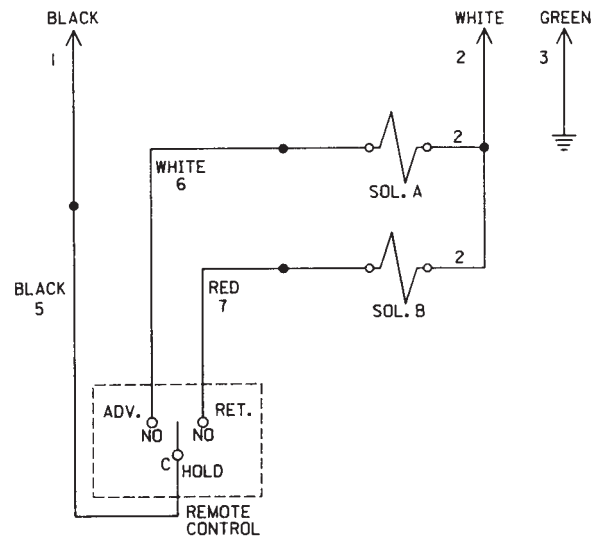 BLACK
WHITE
GREEN
1
2
3
2
WHITE
6
SOL. A
2
BLACK
5
RED
7
SOL. B
ADV.
RET.
NO
NO
C
HOLD
REMOTE
CONTROL